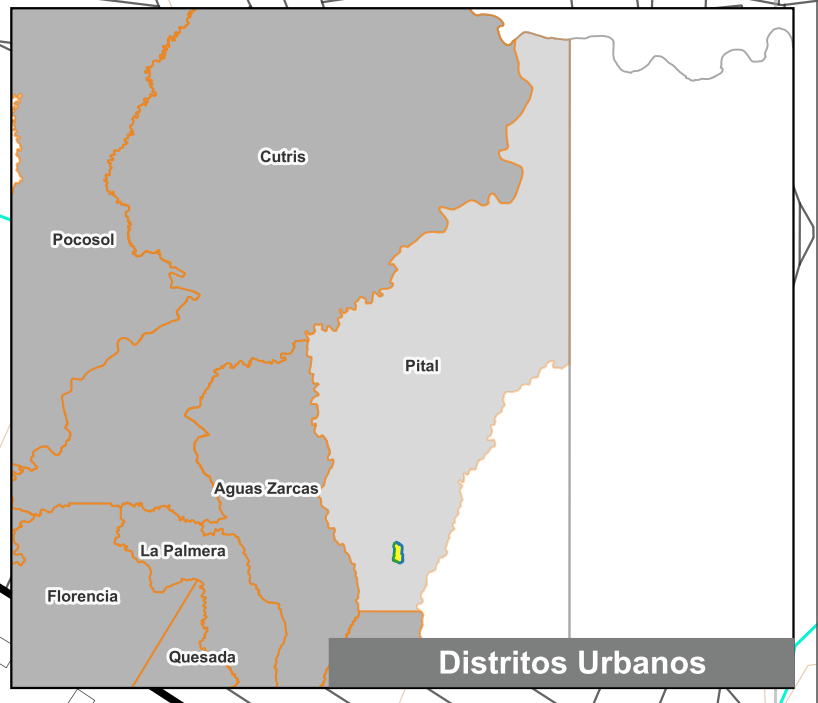 Cutris
Pocosol
Pital
Aguas Zarcas
La Palmera
Florencia
Quesada
Distritos Urbanos